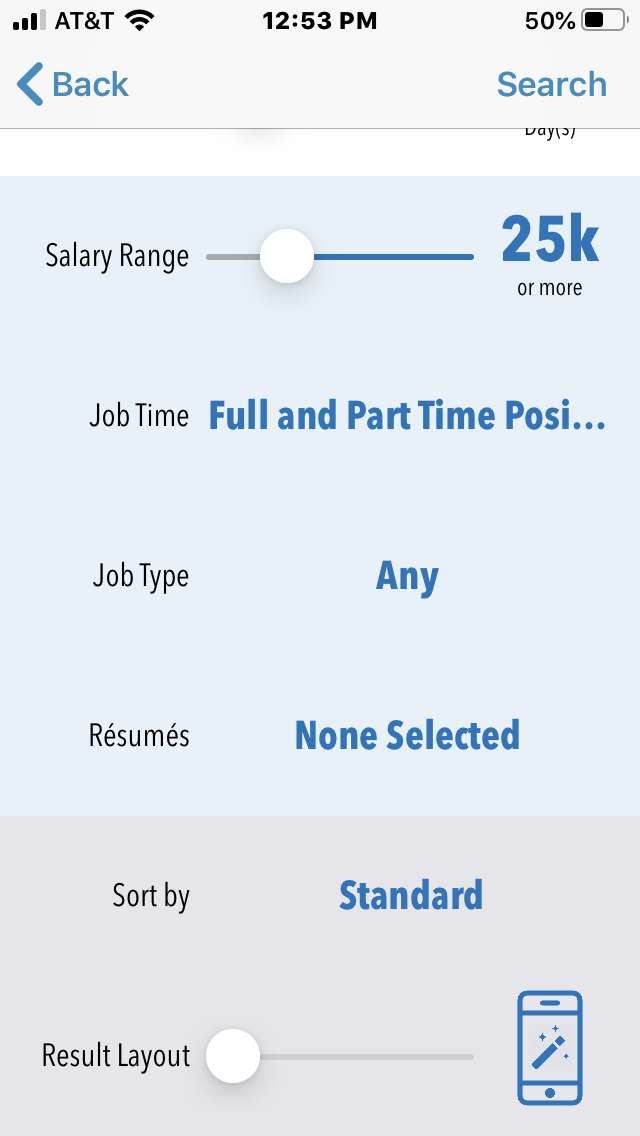 AT&T 12:53 PM 50%
Back Search
Day(s)
Salary Range 25k
or more
Job Time Full and Part Time Posi...
Job Type Any
Résumés None Selected
Sort by Standard
Result Layout